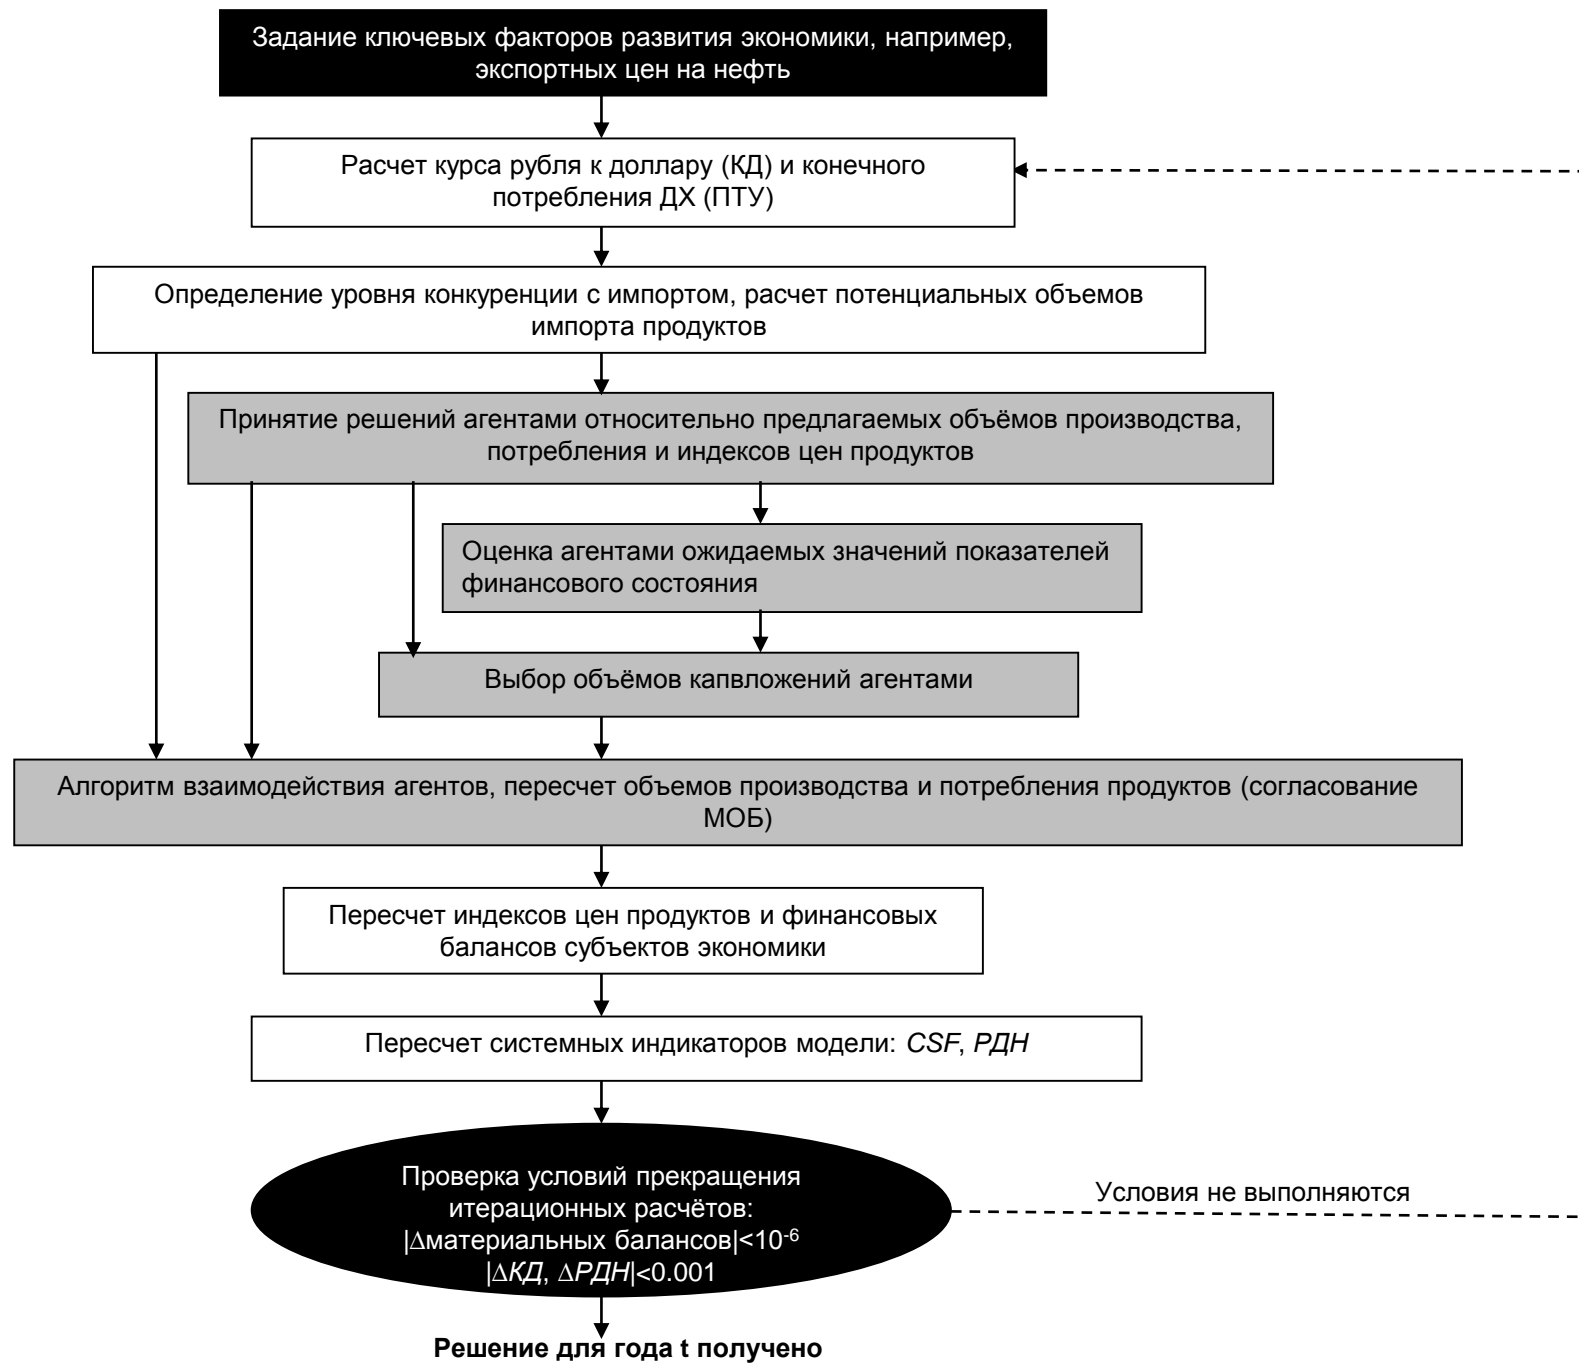 Задание ключевых факторов развития экономики, например,
экспортных цен на нефть
Расчет курса рубля к доллару (КД) и конечного
потребления ДХ (ПТУ)
Определение уровня конкуренции с импортом, расчет потенциальных объемов
импорта продуктов
Принятие решений агентами относительно предлагаемых объёмов производства,
потребления и индексов цен продуктов
Оценка агентами ожидаемых значений показателей
финансового состояния
Выбор объёмов капвложений агентами
Алгоритм взаимодействия агентов, пересчет объемов производства и потребления продуктов (согласование
МОБ)
Пересчет индексов цен продуктов и финансовых
балансов субъектов экономики
Пересчет системных индикаторов модели: CSF, РДН
Проверка условий прекращения
итерационных расчётов:
|∆материальных балансов|<10⁻⁶
|∆КД, ∆РДН|<0.001
Условия не выполняются
Решение для года t получено